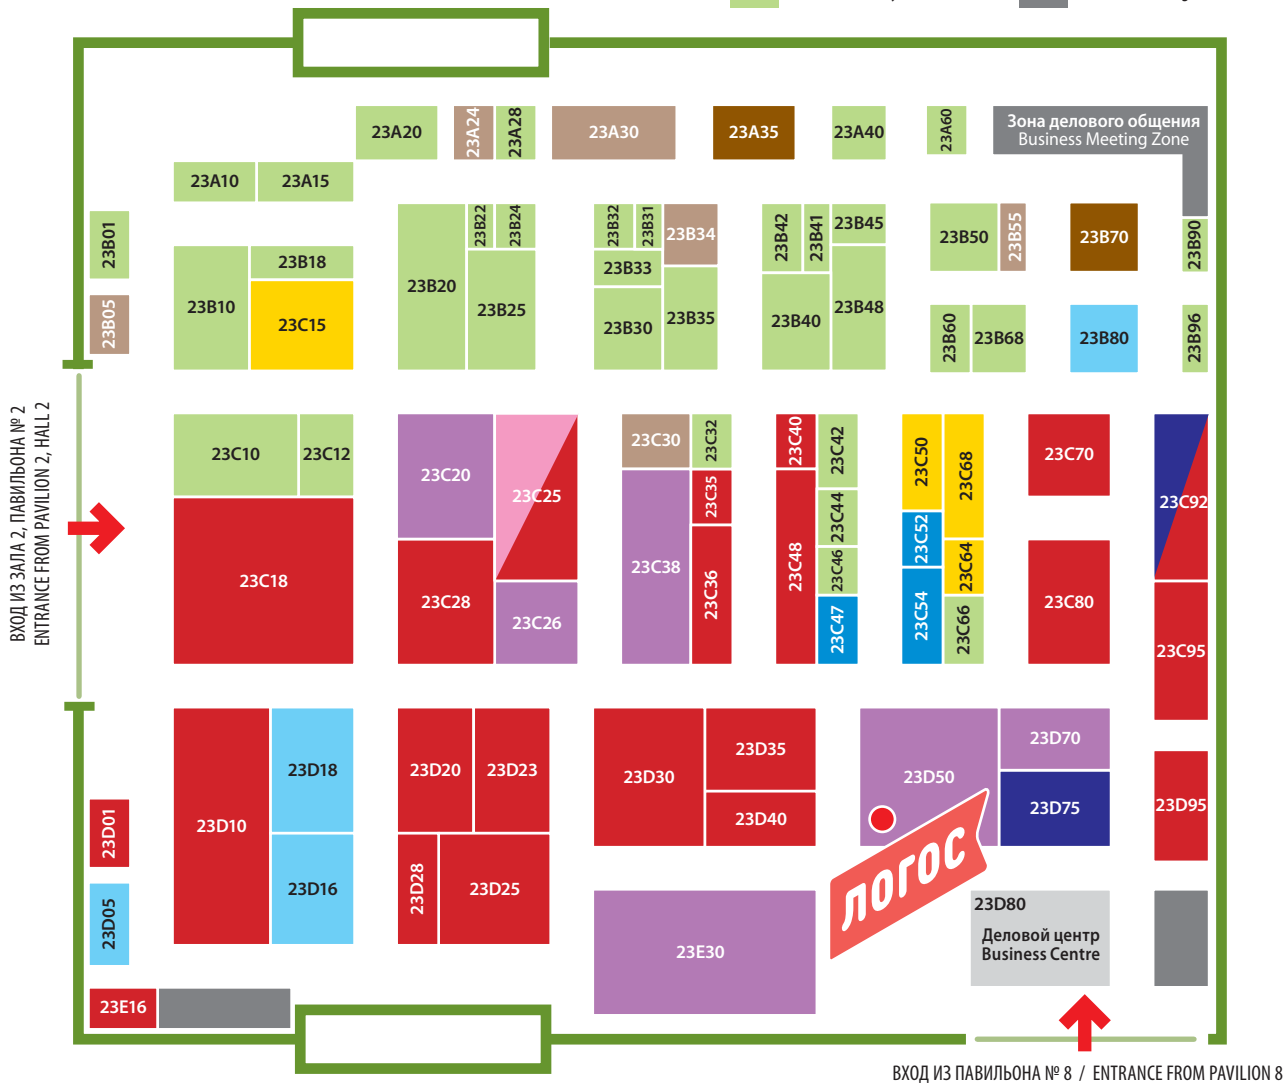 23A20
23A24
23A28
23A30
23A35
23A40
23A60
Зона делового общения
Business Meeting Zone
23A10
23A15
23B01
23B05
23B10
23B18
23C15
23B20
23B22
23B24
23B25
23B32
23B31
23B34
23B33
23B30
23B35
23B42
23B41
23B45
23B40
23B48
23B50
23B55
23B70
23B90
23B60
23B68
23B80
23B96
ВХОД ИЗ ЗАЛА 2, ПАВИЛЬОНА № 2
ENTRANCE FROM PAVILION 2, HALL 2
23C10
23C12
23C18
23C20
23C25
23C28
23C26
23C30
23C32
23C35
23C38
23C36
23C40
23C42
23C44
23C46
23C48
23C47
23C50
23C68
23C52
23C64
23C54
23C66
23C70
23C80
23C92
23C95
23D01
23D05
23D10
23D18
23D16
23D20
23D23
23D28
23D25
23D30
23D35
23D40
23D50
23D70
23D75
23D95
ЛОГОС
23E30
23D80
Деловой центр
Business Centre
23E16
ВХОД ИЗ ПАВИЛЬОНА № 8 / ENTRANCE FROM PAVILION 8